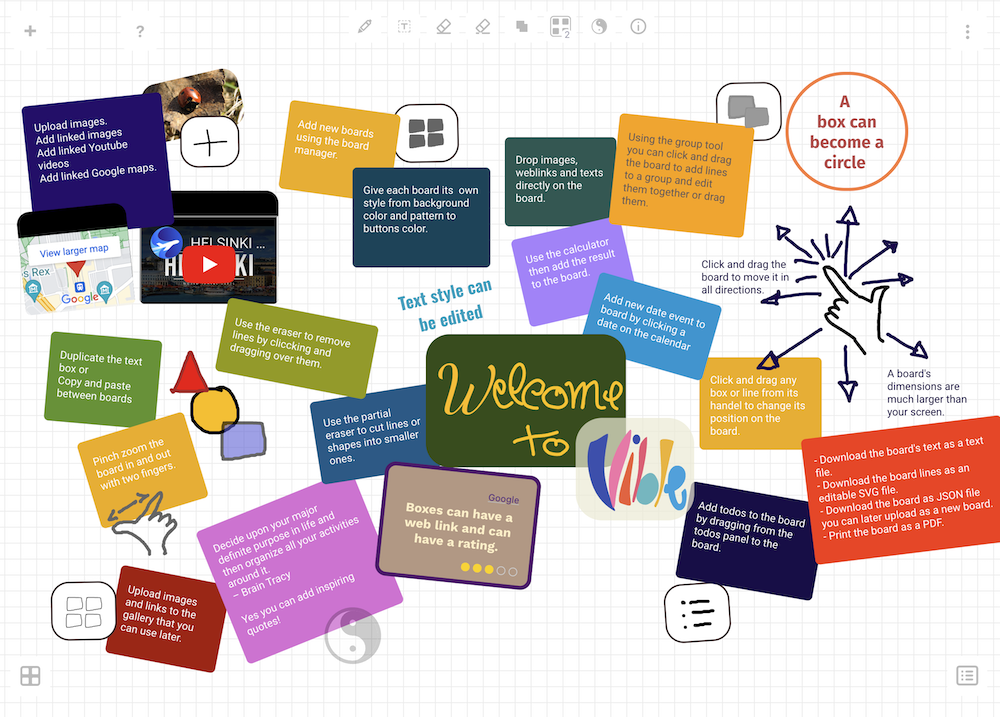 ?
T
2
Upload images.
Add linked images
Add linked Youtube
videos
Add linked Google maps.
View larger map
s Rex
Google
HELSINKI ...
Add new boards
using the board
manager.
Give each board its own
style from background
color and pattern to
buttons color.
Drop images,
weblinks and texts
directly on the
board.
Using the group tool
you can click and drag
the board to add lines
to a group and edit
them together or drag
them.
A
box can
become a
circle
Use the calculator
then add the result
to the board.
Click and drag the
board to move it in
all directions.
Text style can
be edited
Add new date event to
board by clicking a
date on the calendar
Use the eraser to remove
lines by cliccking and
dragging over them.
Duplicate the text
box or
Copy and paste
between boards
Welcome
to
Vible
Click and drag any
box or line from its
handel to change its
position on the
board.
A board's
dimensions are
much larger than
your screen.
Use the partial
eraser to cut lines or
shapes into smaller
ones.
Pinch zoom the
board in and out
with two fingers.
- Download the board's text as a text
file.
- Download the board lines as an
editable SVG file.
- Download the board as JSON file
you can later upload as a new board.
- Print the board as a PDF.
Google
Boxes can have a
web link and can
have a rating.
Decide upon your major
definite purpose in life and
then organize all your activities
around it.
– Brain Tracy
Yes you can add inspiring
quotes!
Add todos to the board
by dragging from the
todos panel to the
board.
Upload images
and links to the
gallery that you
can use later.